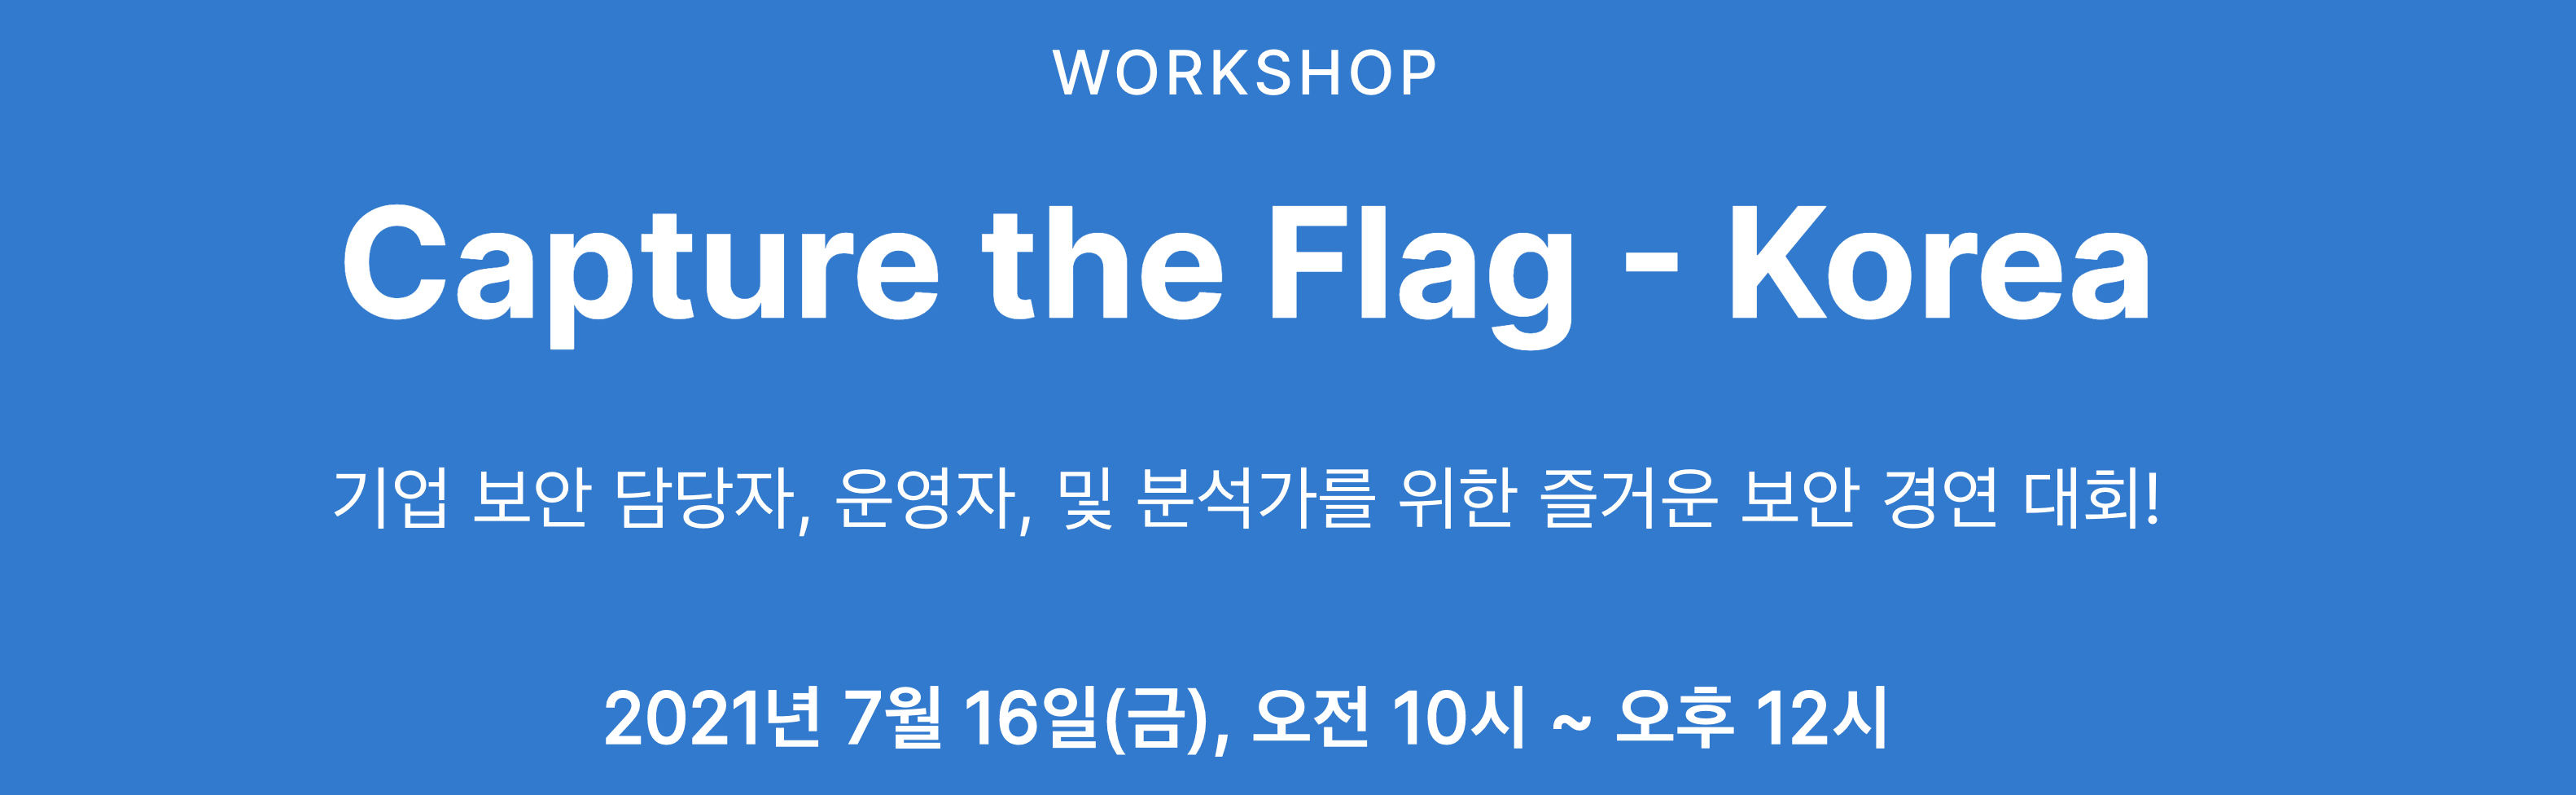 WORKSHOP
Capture the Flag - Korea
기업 보안 담당자, 운영자, 및 분석가를 위한 즐거운 보안 경연 대회!
2021년 7월 16일(금), 오전 10시 ~ 오후 12시